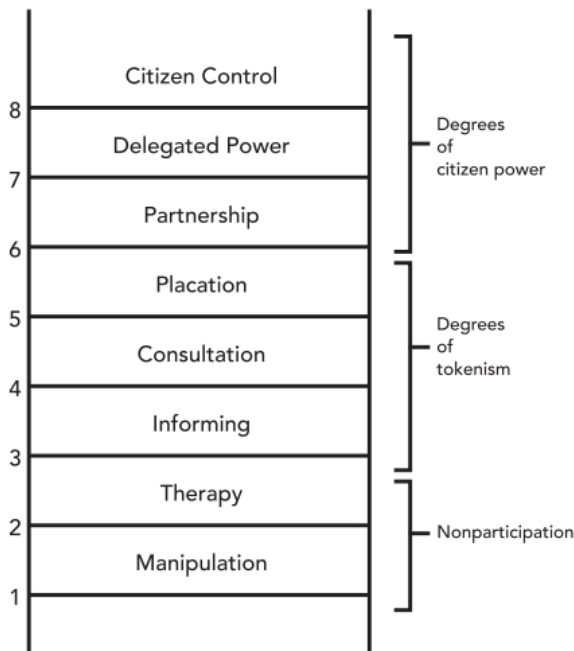 Citizen Control
8
Delegated Power
7
Partnership
6
Placation
5
Consultation
4
Informing
3
Therapy
2
Manipulation
1
Degrees
of
citizen power
Degrees
of
tokenism
Nonparticipation